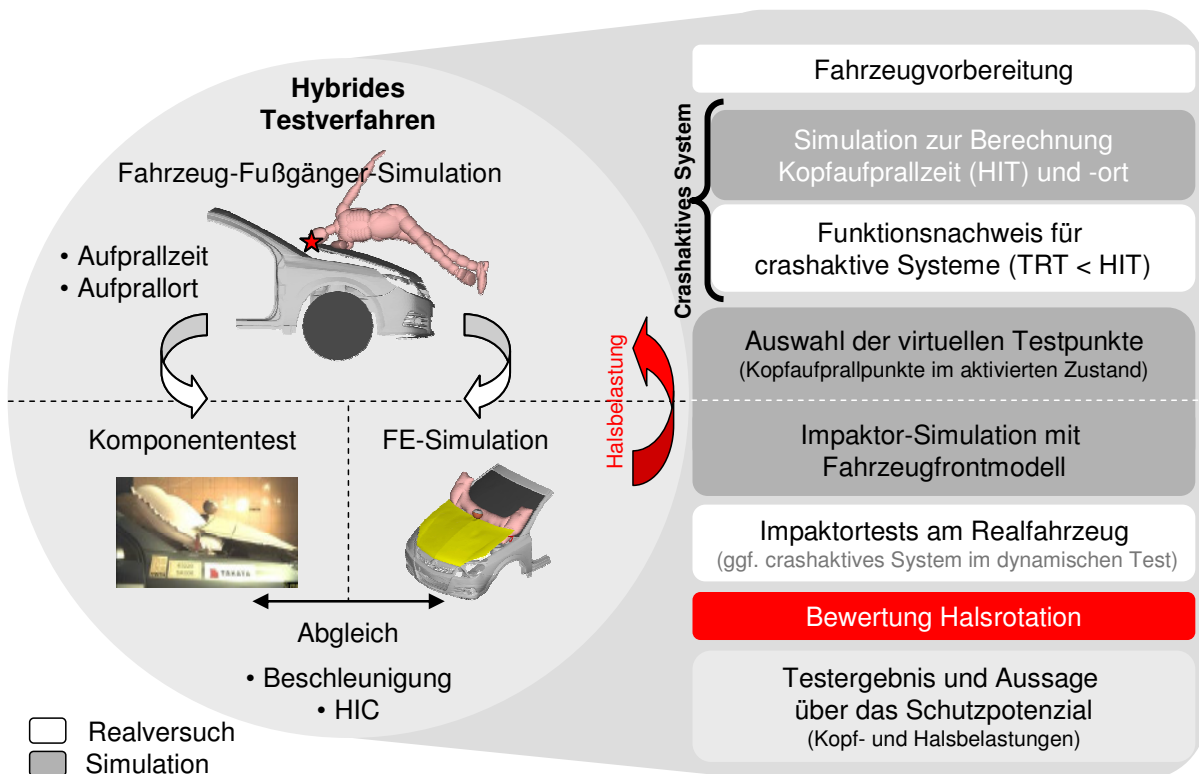 Hybrides
Testverfahren
Fahrzeug-Fußgänger-Simulation
• Aufprallzeit
• Aufprallort
Komponententest
FE-Simulation
TAKATA
Abgleich
• Beschleunigung
• HIC
Realversuch
Simulation
Halsbelastung
Crashaktives System
Fahrzeugvorbereitung
Simulation zur Berechnung
Kopfaufprallzeit (HIT) und -ort
Funktionsnachweis für
crashaktive Systeme (TRT < HIT)
Auswahl der virtuellen Testpunkte
(Kopfaufprallpunkte im aktivierten Zustand)
Impaktor-Simulation mit
Fahrzeugfrontmodell
Impaktortests am Realfahrzeug
(ggf. crashaktives System im dynamischen Test)
Bewertung Halsrotation
Testergebnis und Aussage
über das Schutzpotenzial
(Kopf- und Halsbelastungen)